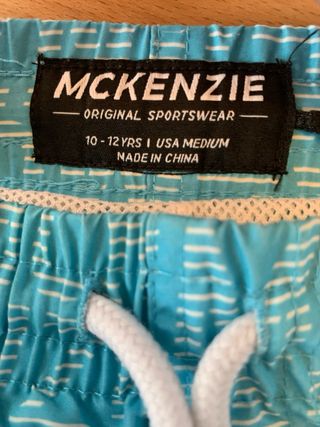 MCKENZIE
ORIGINAL SPORTSWEAR
10 - 12 YRS | USA MEDIUM
MADE IN CHINA